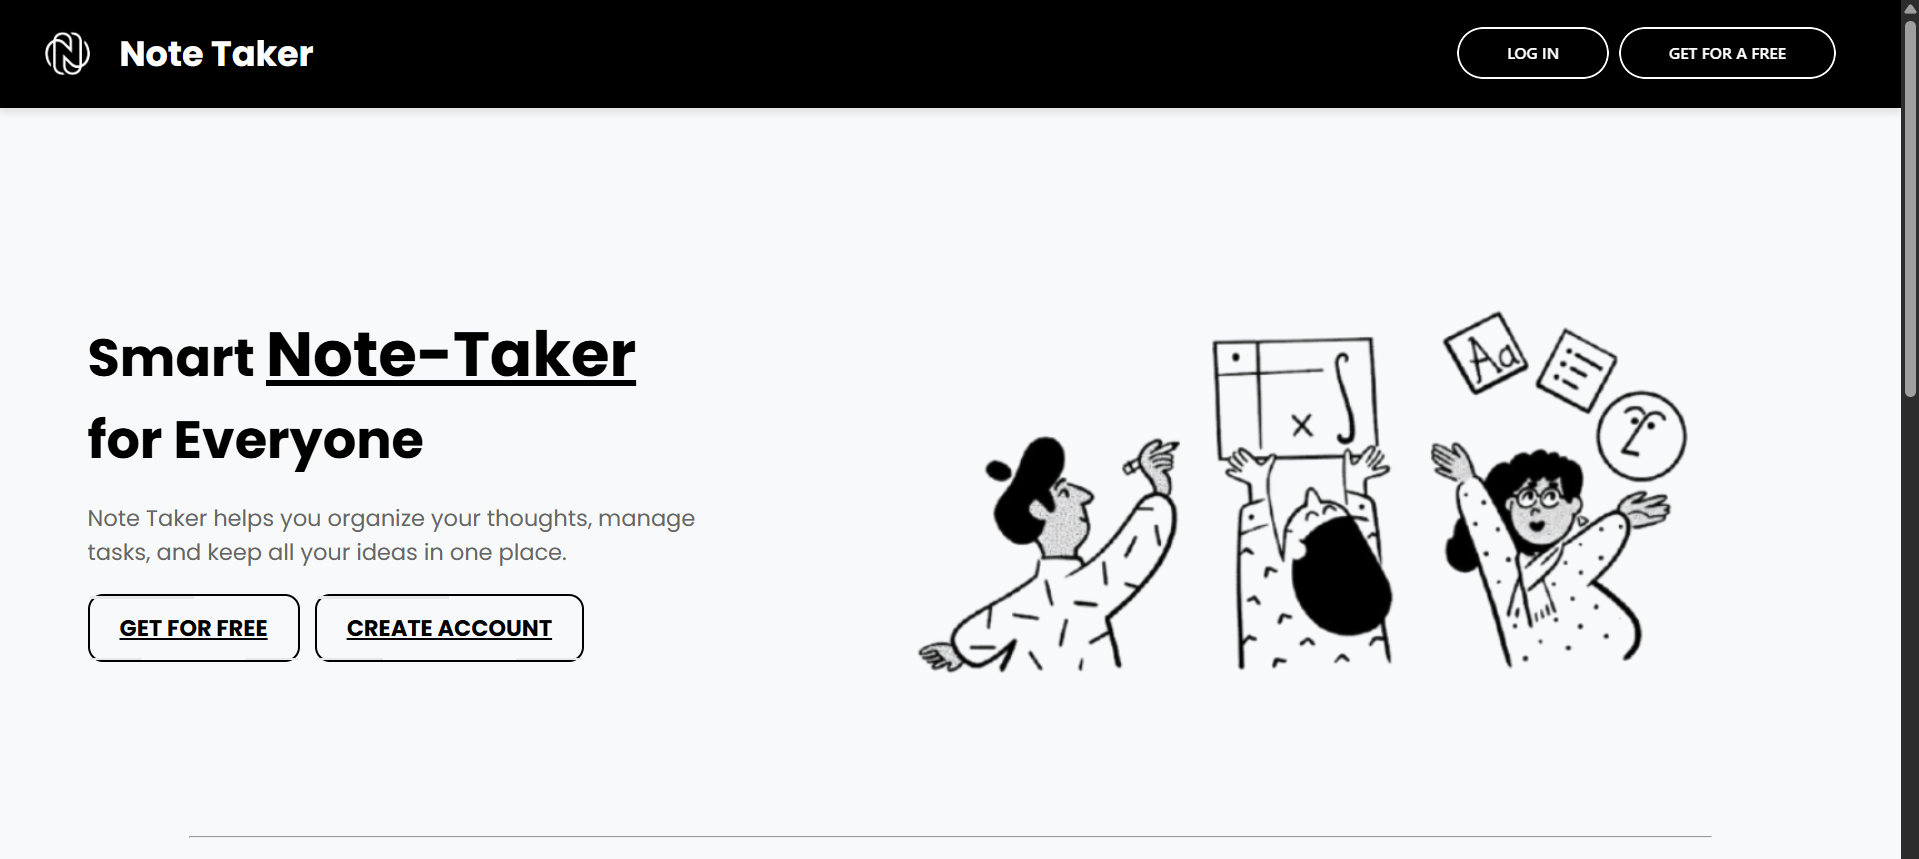 Note Taker
LOG IN
GET FOR A FREE
Smart Note-Taker
for Everyone
Note Taker helps you organize your thoughts, manage
tasks, and keep all your ideas in one place.
GET FOR FREE
CREATE ACCOUNT
x ∫
Aa